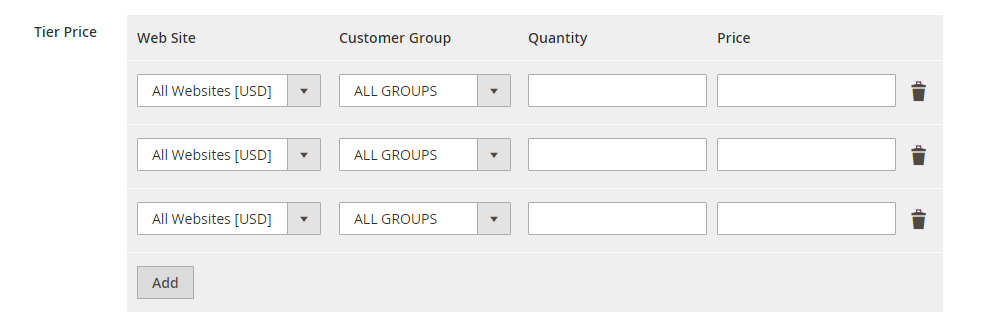 Tier Price
Web Site Customer Group Quantity Price
All Websites [USD] ALL GROUPS
All Websites [USD] ALL GROUPS
All Websites [USD] ALL GROUPS
Add